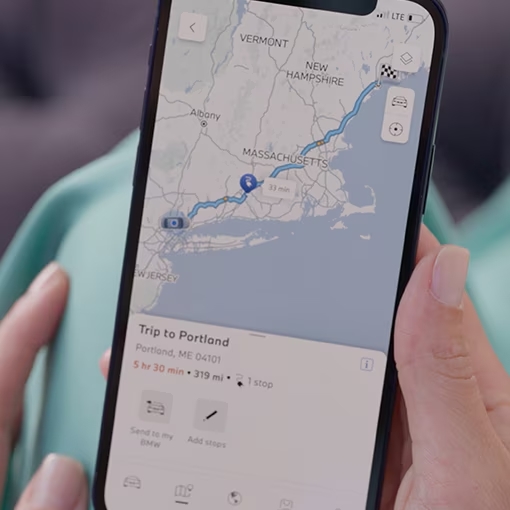 LTE
VERMONT
NEW
HAMPSHIRE
Albany
MASSACHUSETTS
33 min
EW JERSEY
Trip to Portland
Portland, ME 04101
5 hr 30 min • 319 mi • 1 stop
Send to my
BMW
Add stops